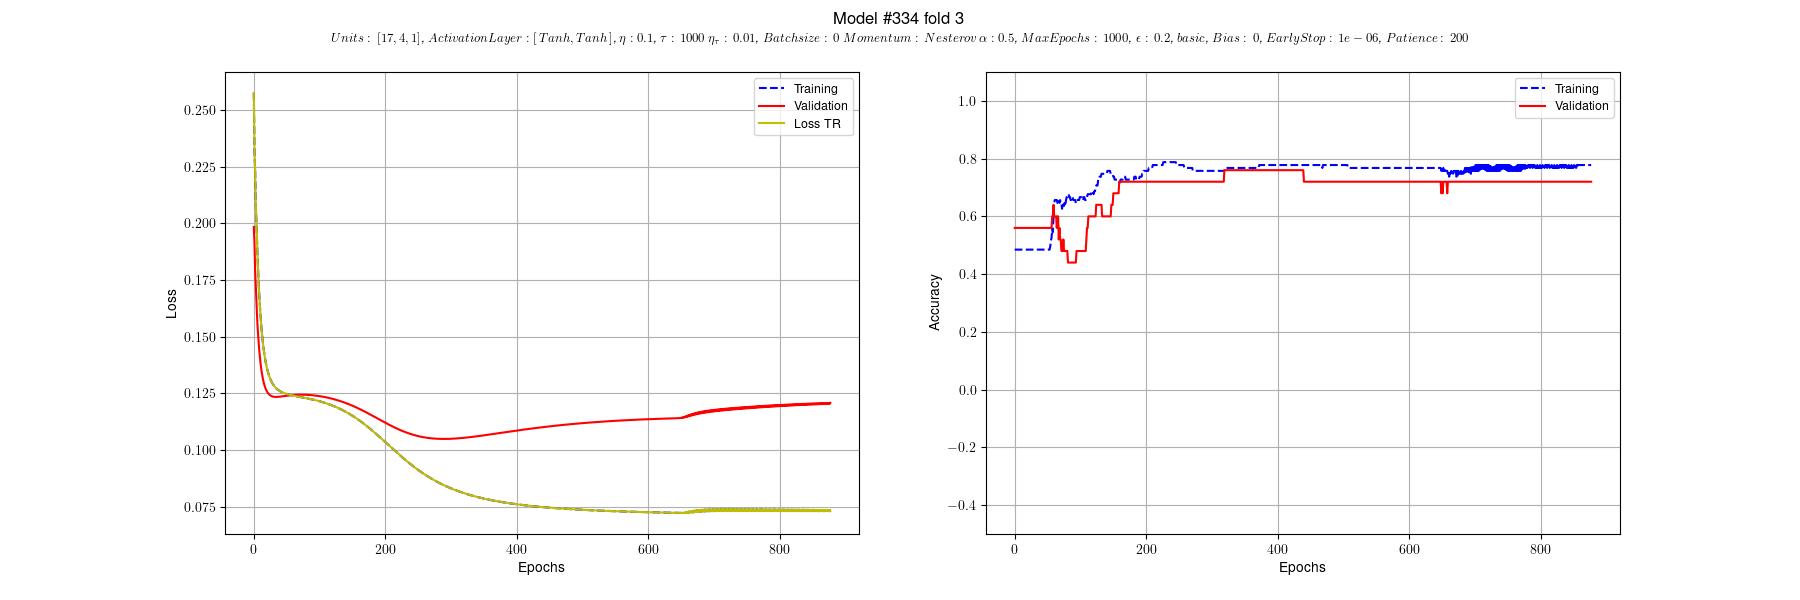 Model #334 fold 3
Units : [17, 4, 1], ActivationLayer : [Tanh, Tanh], η : 0.1, τ : 1000 ητ : 0.01, Batchsize : 0 Momentum : Nesterov α : 0.5, MaxEpochs : 1000, ϵ : 0.2, basic, Bias : 0, EarlyStop : 1e − 06, Patience : 200
0.250
0.225
0.200
0.175
0.150
0.125
0.100
0.075
Loss
0 200 400 600 800
Epochs
Training
Validation
Loss TR
1.0
0.8
0.6
0.4
0.2
0.0
−0.2
−0.4
Accuracy
0 200 400 600 800
Epochs
Training
Validation